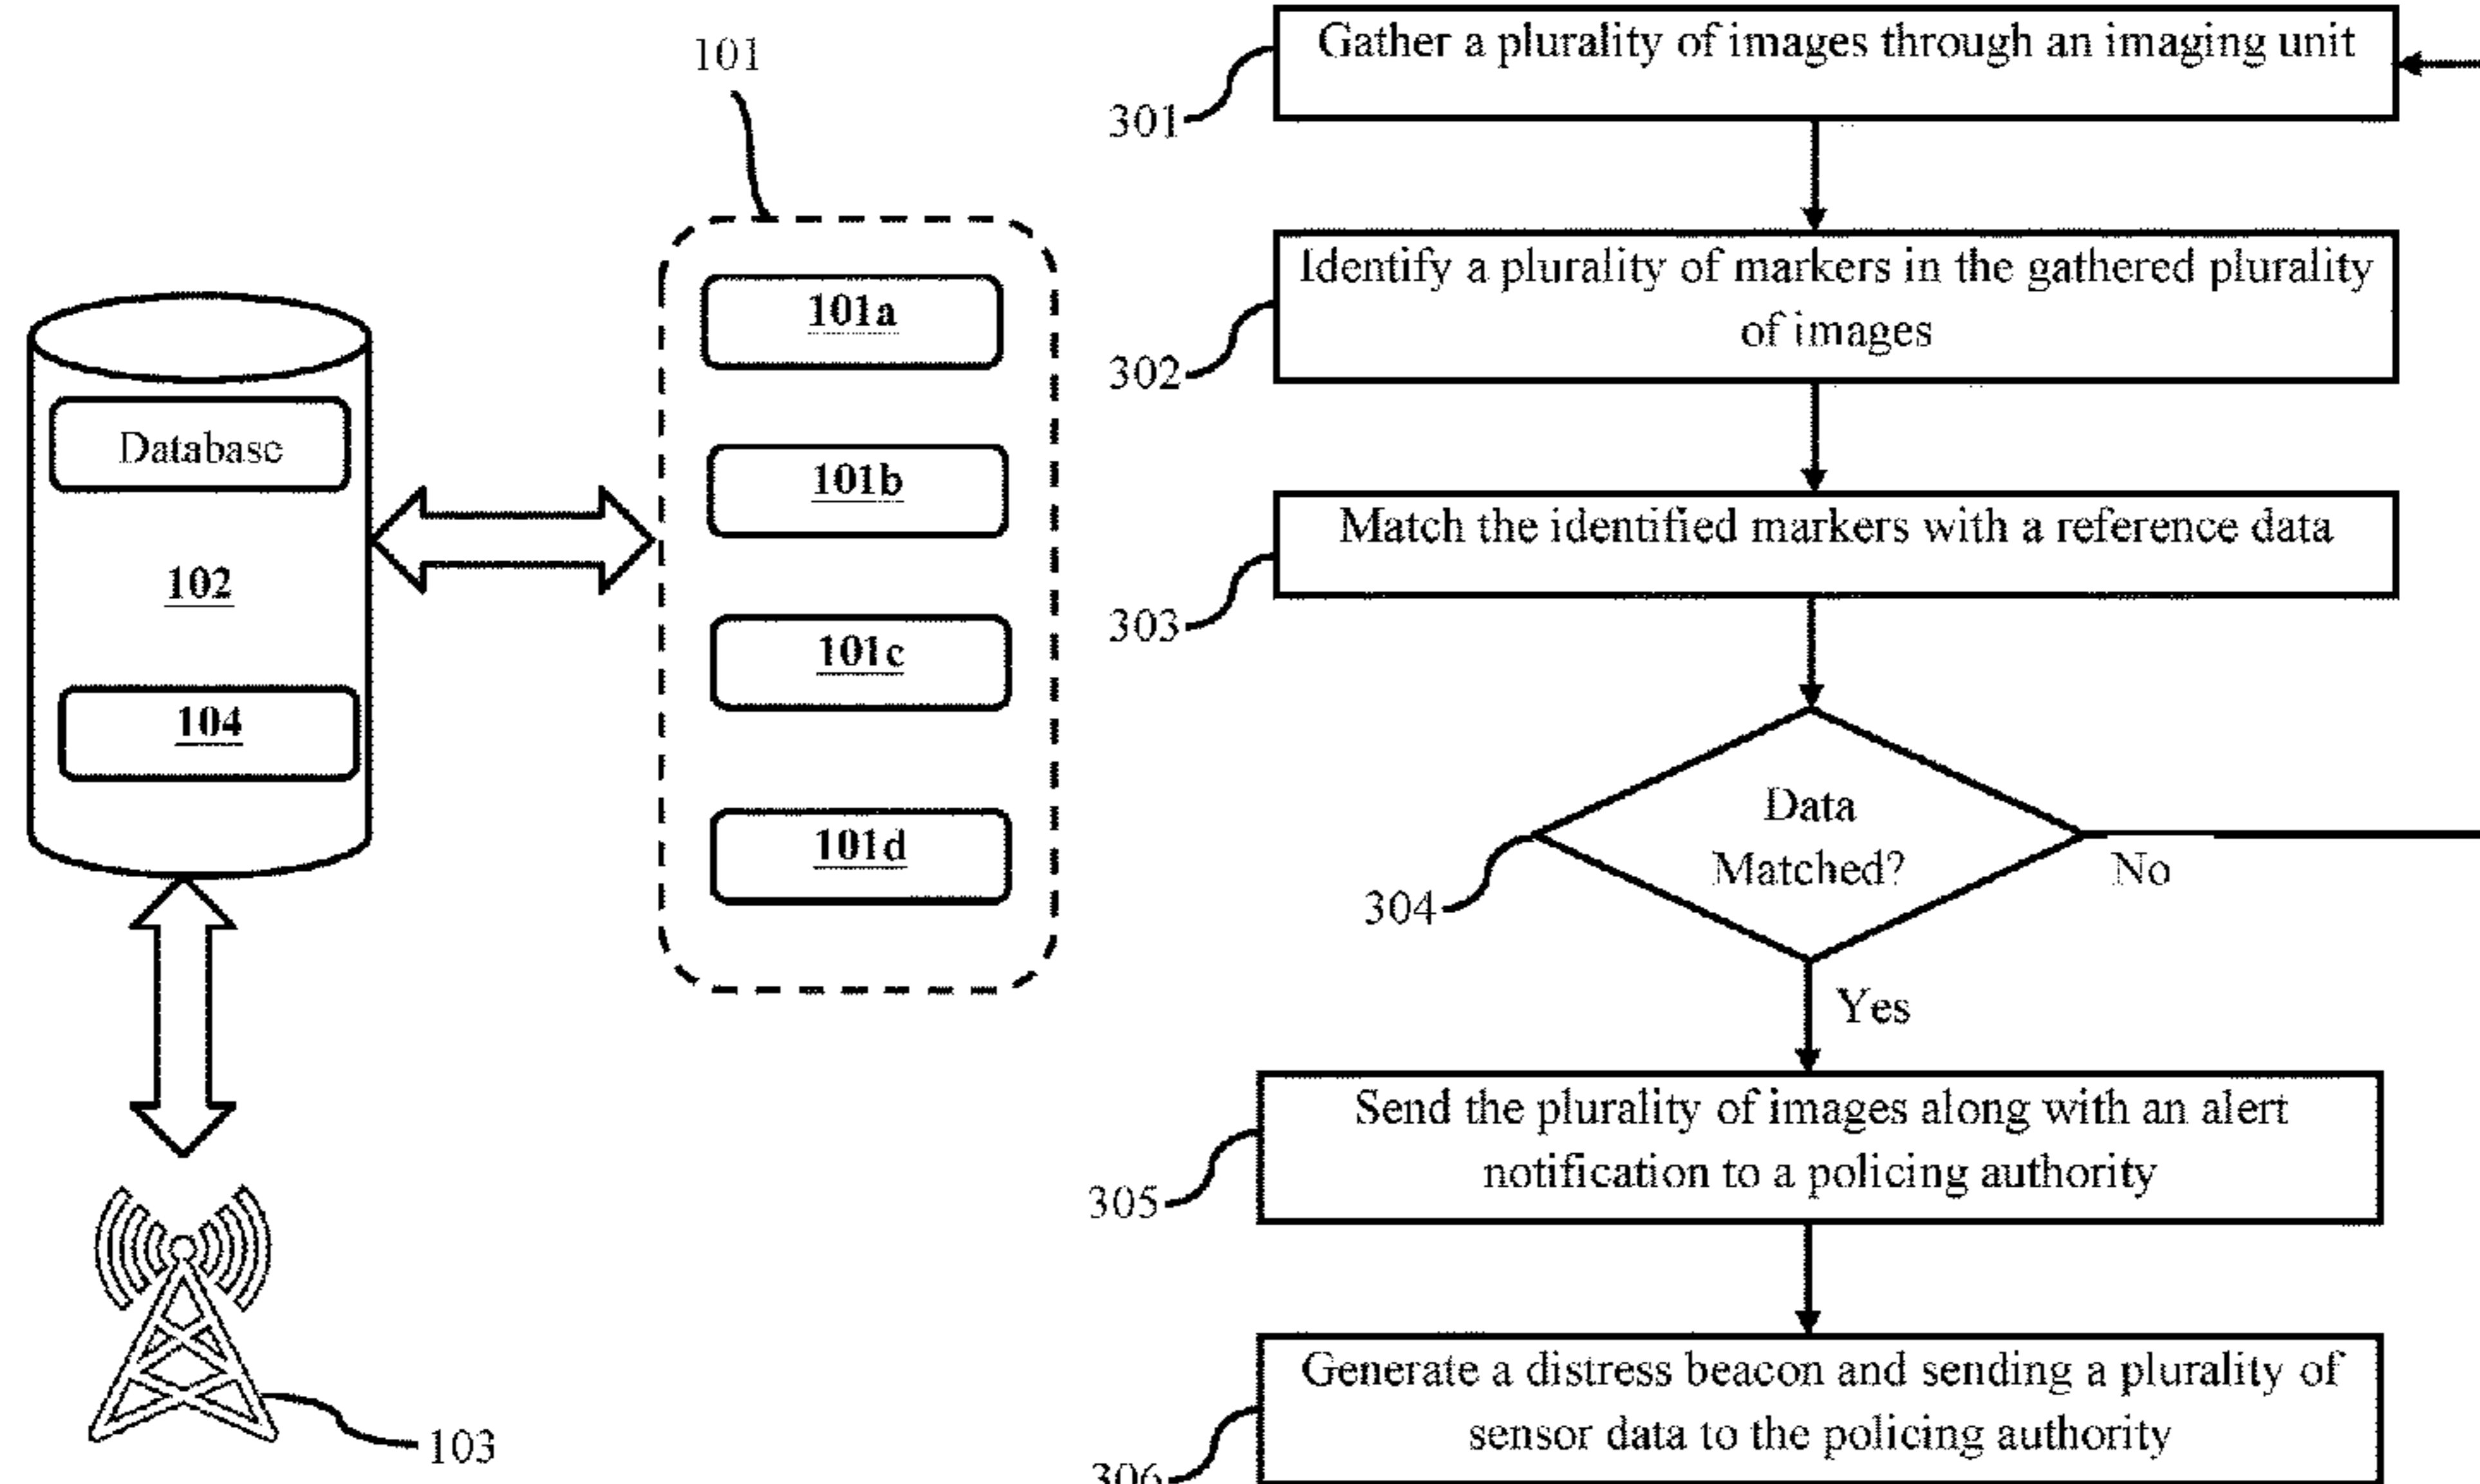 101
101a
Database
101b
102
101c
104
101d
103
Gather a plurality of images through an imaging unit
301
Identify a plurality of markers in the gathered plurality
of images
302
Match the identified markers with a reference data
303
Data
Matched?
304
No
Yes
Send the plurality of images along with an alert
notification to a policing authority
305
Generate a distress beacon and sending a plurality of
sensor data to the policing authority
306